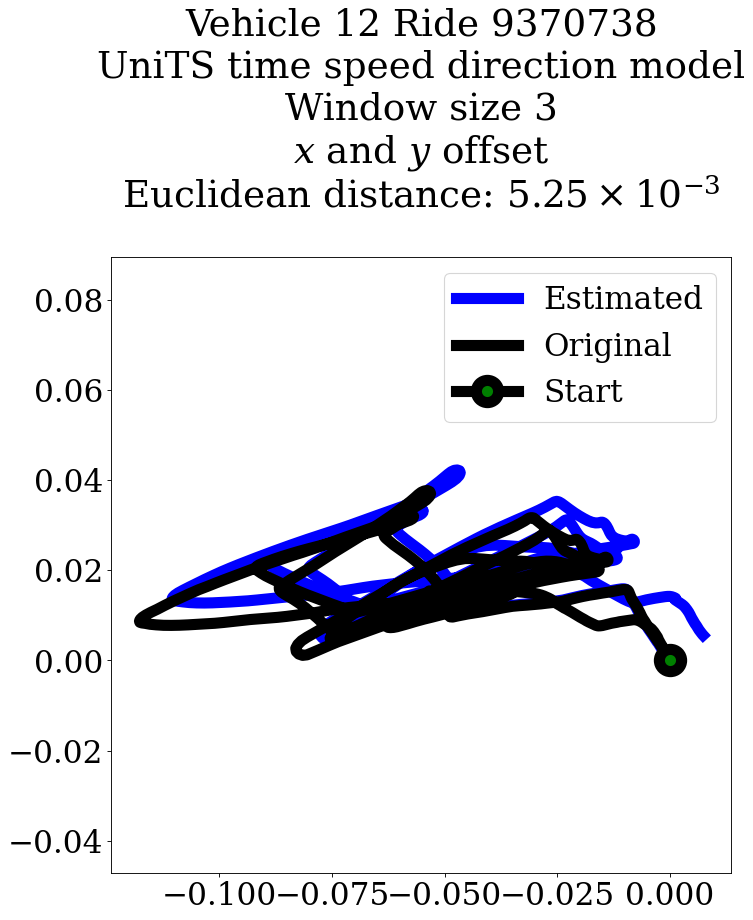 Vehicle 12 Ride 9370738
UniTS time speed direction model
Window size 3
x and y offset
Euclidean distance: 5.25 × 10⁻³
Estimated
Original
Start
0.08
0.06
0.04
0.02
0.00
−0.02
−0.04
−0.100 −0.075 −0.050 −0.025 0.000